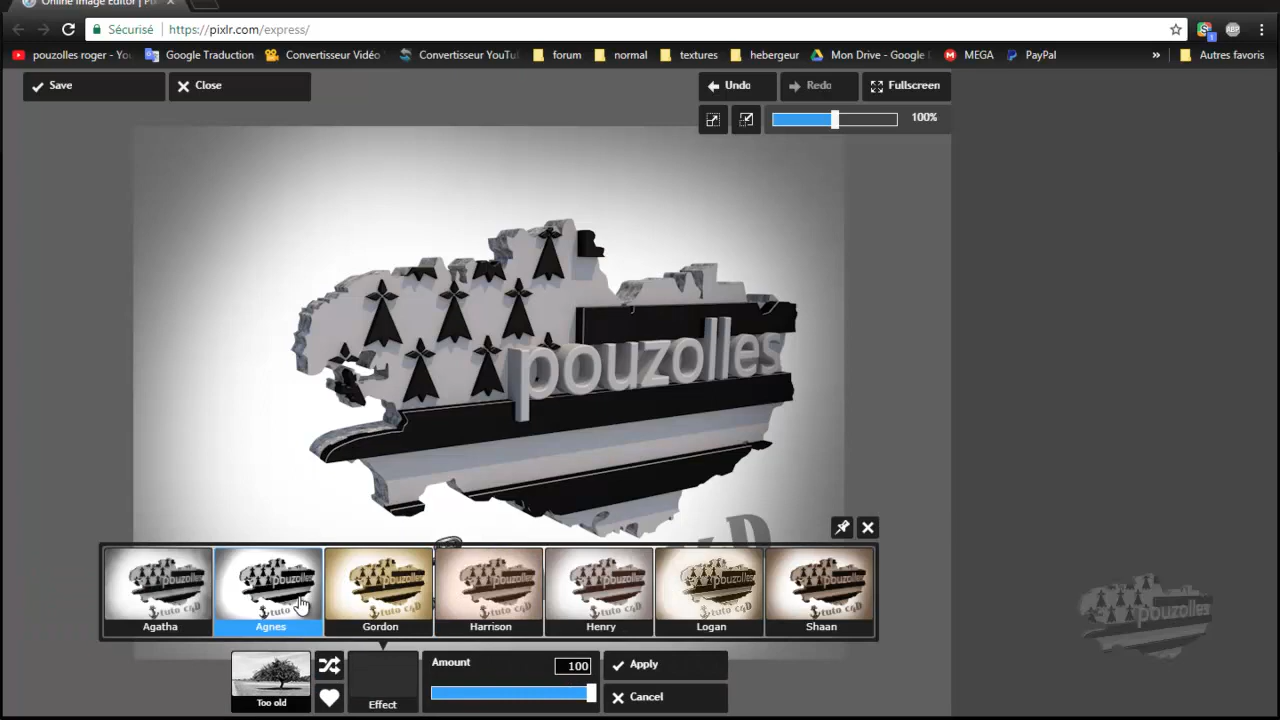 Online Image Editor | Pix
Sécurisé https://pixlr.com/express/
pouzolles roger - Yo Google Traduction Convertisseur Vidéo Convertisseur YouTu forum normal textures hebergeur Mon Drive - Google MEGA PayPal » Autres favoris
Save Close Undo Redo Fullscreen
100%
pouzolles
Agatha Agnes Gordon Harrison Henry Logan Shaan
Too old Effect Amount 100 Apply
Cancel
pouzolles